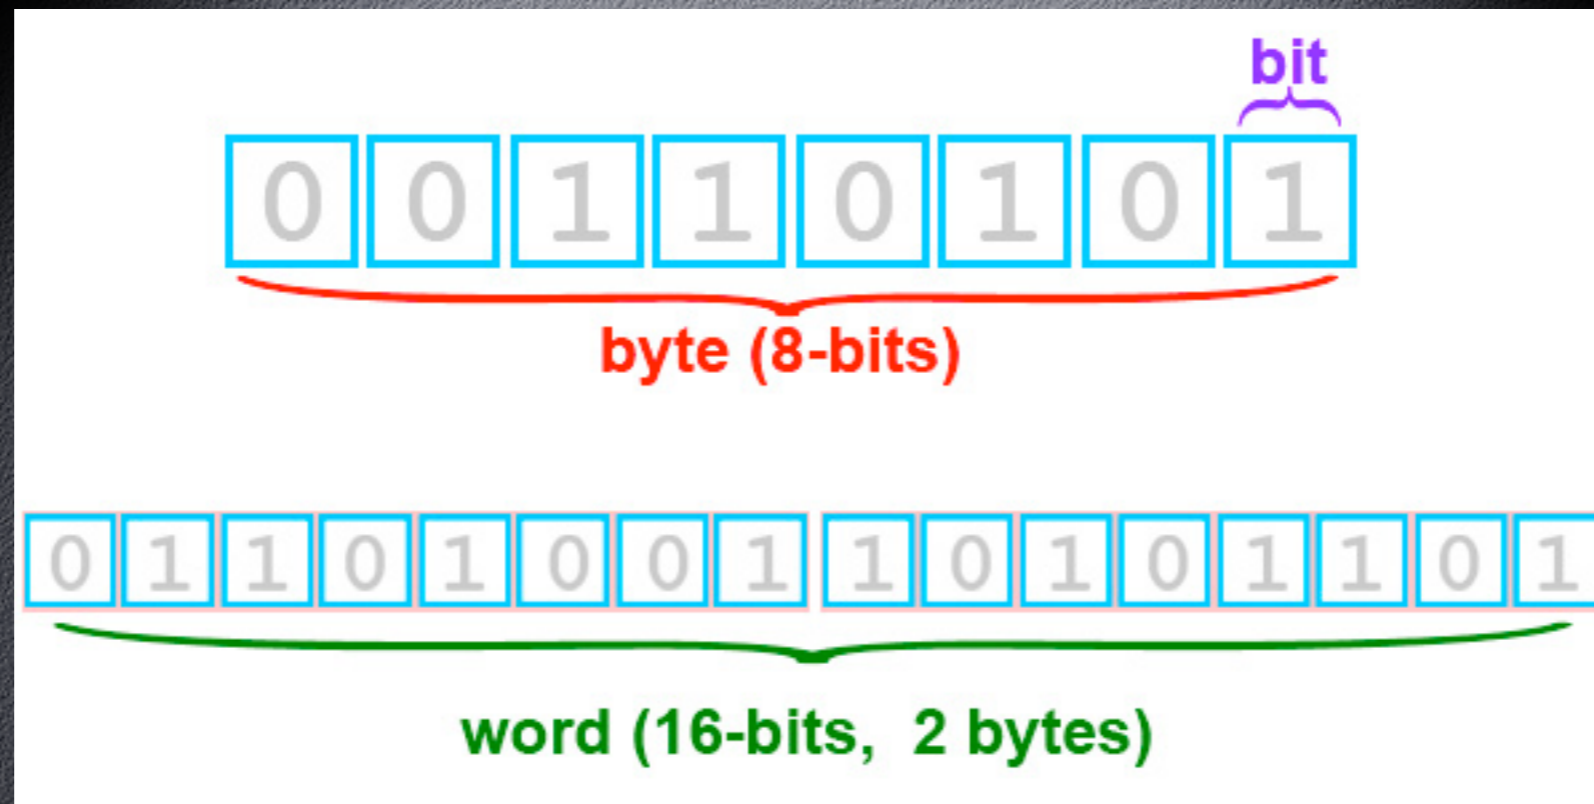 bit
0 0 1 1 0 1 0 1
byte (8-bits)
0 1 1 0 1 0 0 1 1 0 1 0 1 1 0 1
word (16-bits, 2 bytes)